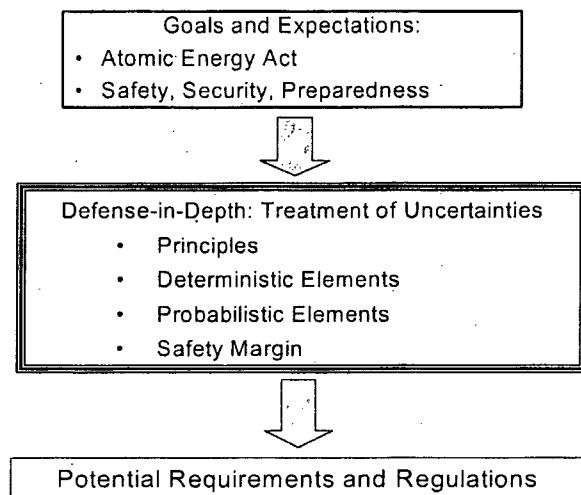 Goals and Expectations:
• Atomic Energy Act
• Safety, Security, Preparedness
Defense-in-Depth: Treatment of Uncertainties
• Principles
• Deterministic Elements
• Probabilistic Elements
• Safety Margin
Potential Requirements and Regulations